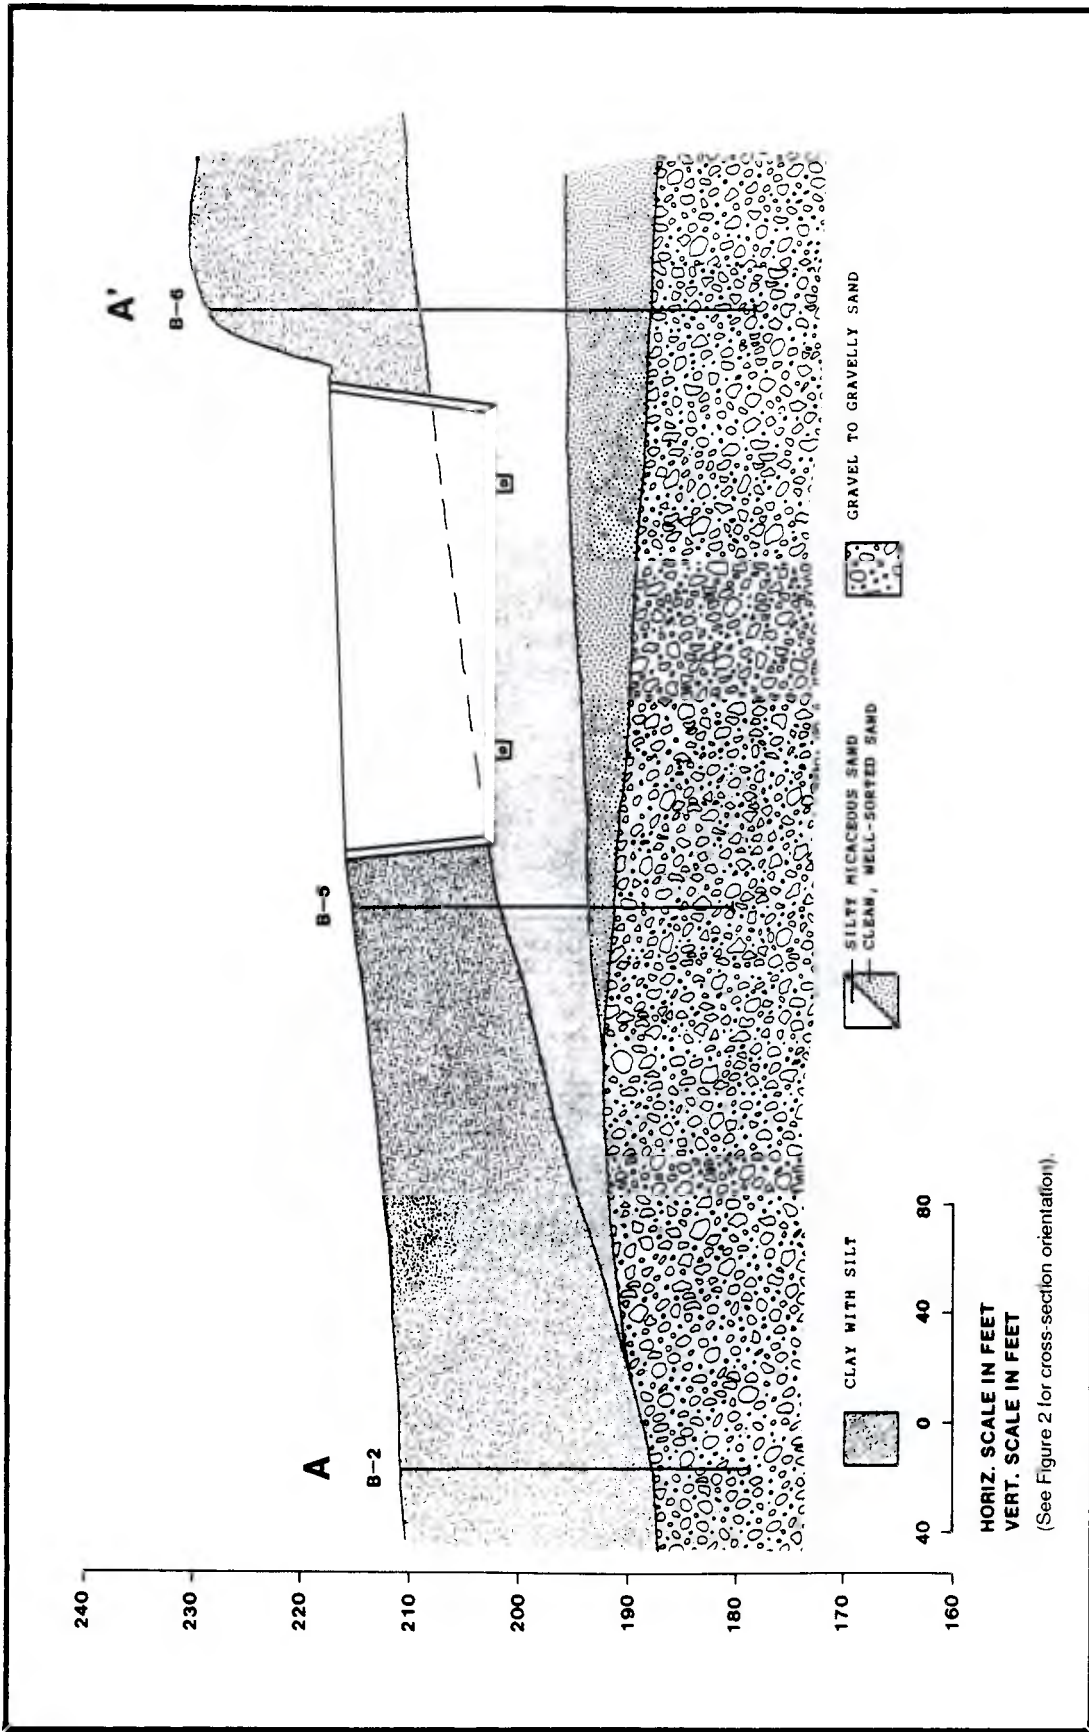 A
A'
B-2
B-5
B-6
240
230
220
210
200
190
180
170
160
CLAY WITH SILT
SILTY MICACEOUS SAND
CLEAN, WELL-SORTED SAND
GRAVEL TO GRAVELLY SAND
40 0 40 80
HORIZ. SCALE IN FEET
VERT. SCALE IN FEET
(See Figure 2 for cross-section orientation).